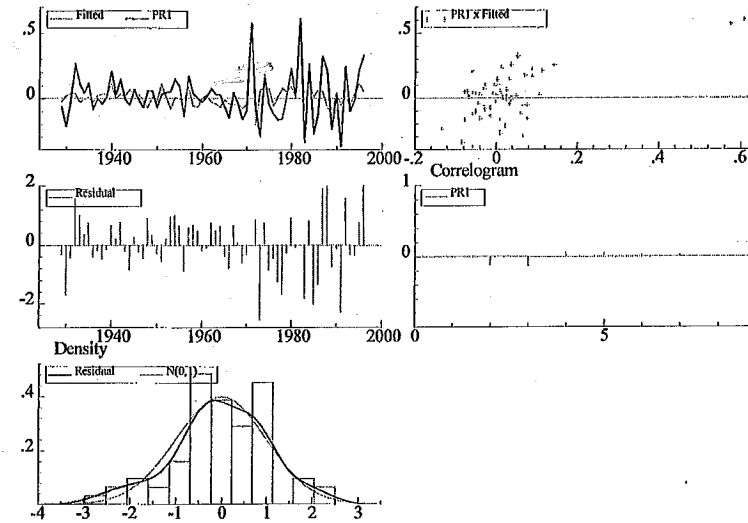 .5
Fitted PR1
0
1940 1960 1980 2000
.5
PR1 x Fitted
0
-.2 0 .2 .4 .6
2
Residual
0
-2
1940 1960 1980 2000
Correlogram
1
PR1
0
-1
0 5
Density
Residual N(0,1)
.4
.2
-4 -3 -2 -1 0 1 2 3